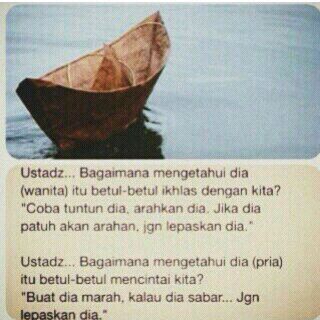 Ustadz... Bagaimana mengetahui dia
(wanita) itu betul-betul ikhlas dengan kita?
"Coba tuntun dia, arahkan dia. Jika dia
patuh akan arahan, jgn lepaskan dia."
Ustadz... Bagaimana mengetahui dia (pria)
itu betul-betul mencintai kita?
"Buat dia marah, kalau dia sabar... Jgn
lepaskan dia."